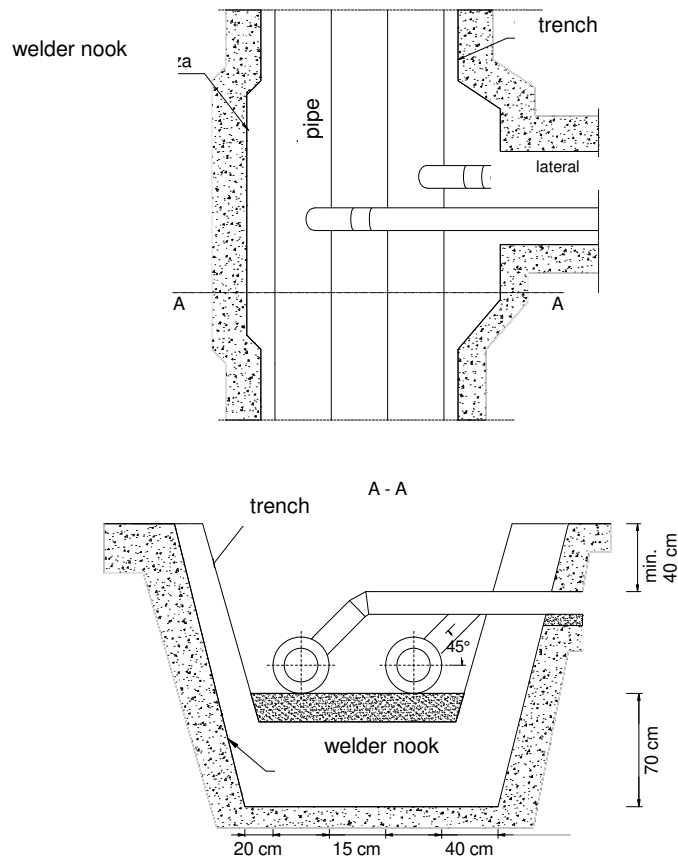 welder nook
trench
za
pipe
lateral
A
A
A - A
trench
min.
40 cm
45°
welder nook
70 cm
20 cm
15 cm
40 cm